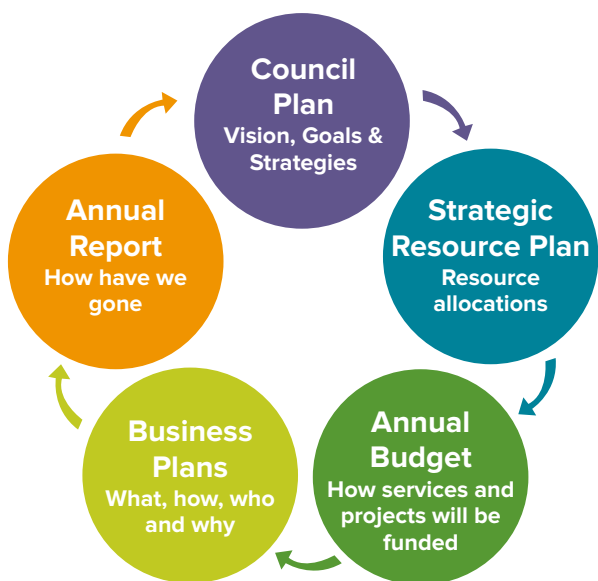 Council
Plan
Vision, Goals &
Strategies
Strategic
Resource Plan
Resource
allocations
Annual
Budget
How services and
projects will be
funded
Business
Plans
What, how, who
and why
Annual
Report
How have we
gone